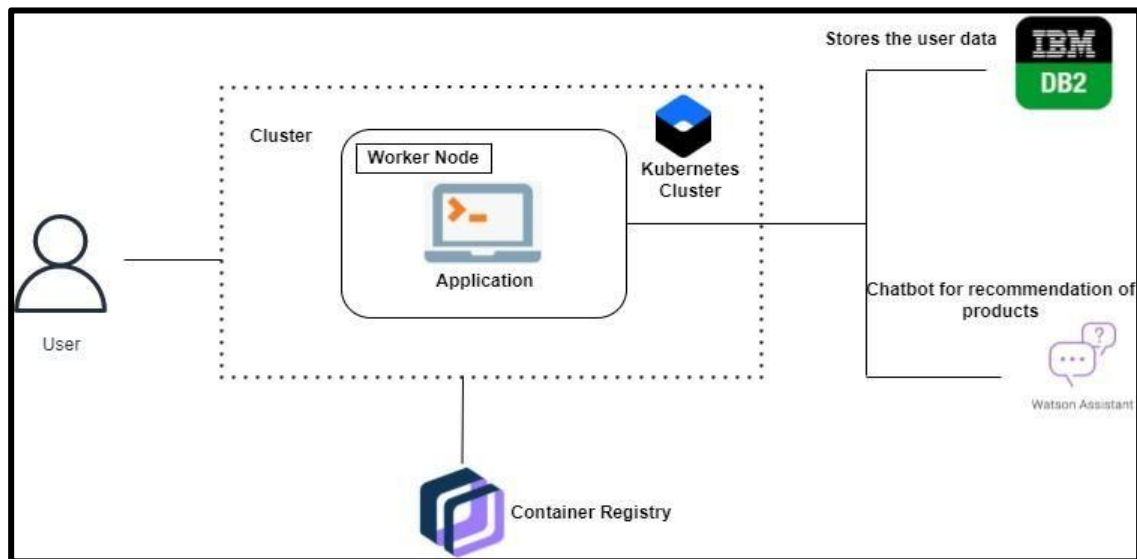 Stores the user data
IBM
DB2
Cluster
Worker Node
Kubernetes
Cluster
Application
User
Chatbot for recommendation of
products
Watson Assistant
Container Registry